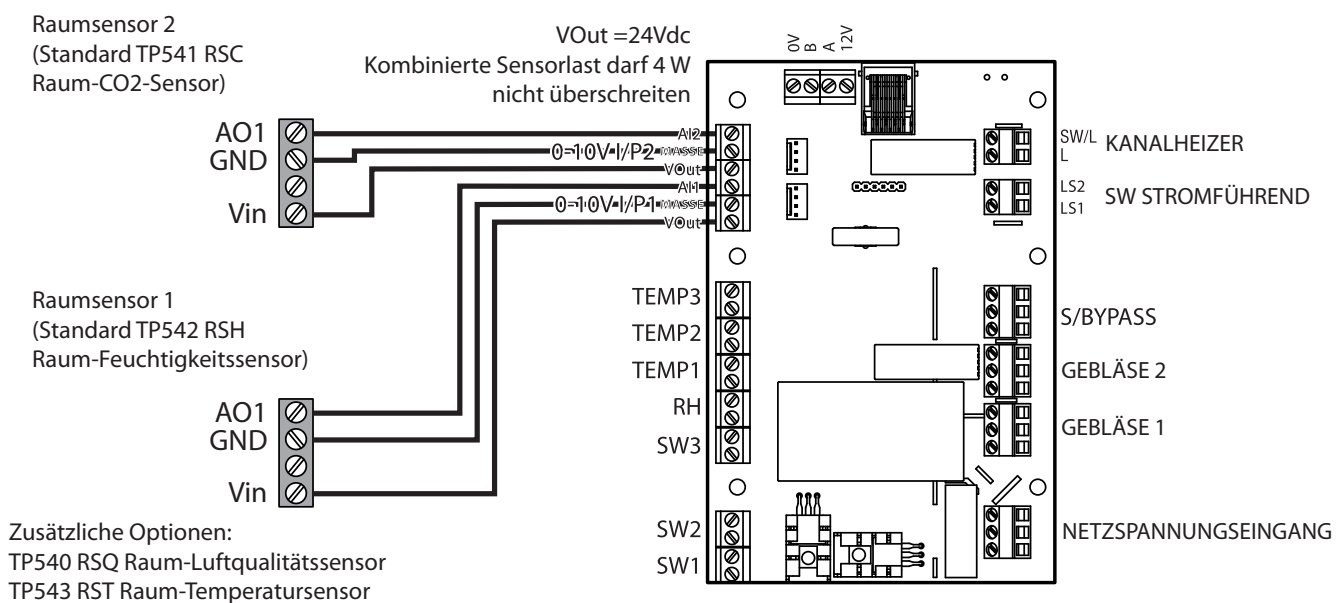 Raumsensor 2
(Standard TP541 RSC
Raum-CO2-Sensor)
VOut =24Vdc
Kombinierte Sensorlast darf 4 W
nicht überschreiten
0V
B
A
12V
AO1
GND
Vin
AI2
0-10V I/P2 MASSE
VOut
AI1
0-10V I/P1 MASSE
VOut
SW/L
L
KANALHEIZER
LS2
LS1
SW STROMFÜHREND
Raumsensor 1
(Standard TP542 RSH
Raum-Feuchtigkeitssensor)
AO1
GND
Vin
TEMP3
TEMP2
TEMP1
RH
SW3
SW2
SW1
S/BYPASS
GEBLÄSE 2
GEBLÄSE 1
NETZSPANNUNGSEINGANG
Zusätzliche Optionen:
TP540 RSQ Raum-Luftqualitätssensor
TP543 RST Raum-Temperatursensor